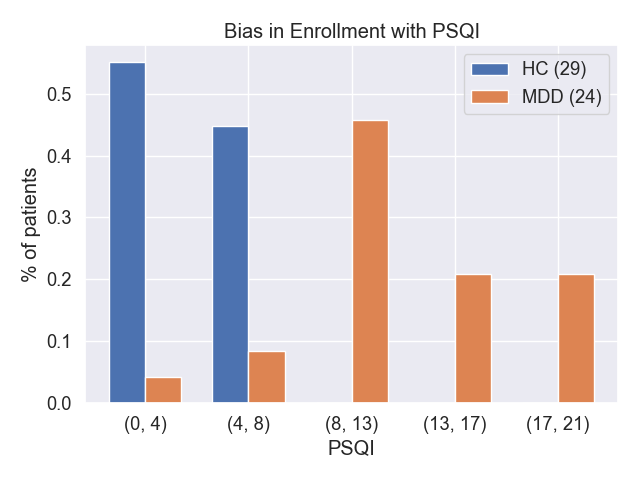 Bias in Enrollment with PSQI
HC (29)
MDD (24)
% of patients
0.5
0.4
0.3
0.2
0.1
0.0
(0, 4) (4, 8) (8, 13) (13, 17) (17, 21)
PSQI